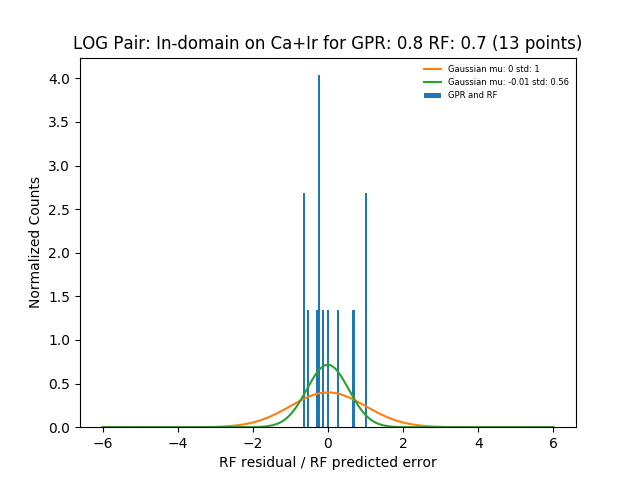 LOG Pair: In-domain on Ca+Ir for GPR: 0.8 RF: 0.7 (13 points)
Gaussian mu: 0 std: 1
Gaussian mu: -0.01 std: 0.56
GPR and RF
Normalized Counts
4.0
3.5
3.0
2.5
2.0
1.5
1.0
0.5
0.0
−6 −4 −2 0 2 4 6
RF residual / RF predicted error